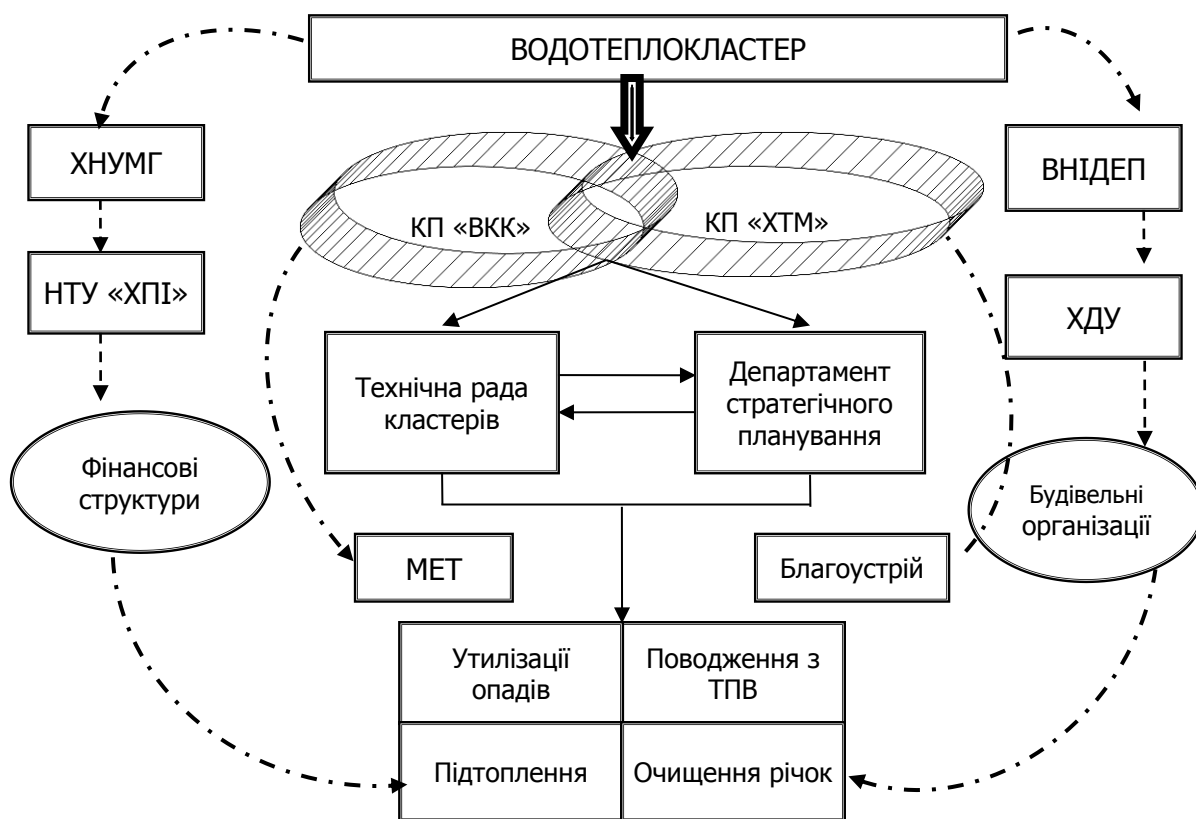 ВОДОТЕПЛОКЛАСТЕР
ХНУМГ
ВНІДЕП
КП «ВКК»
КП «ХТМ»
НТУ «ХПІ»
ХДУ
Технічна рада
кластерів
Департамент
стратегічного
планування
Фінансові
структури
Будівельні
організації
МЕТ
Благоустрій
Утилізації
опадів
Поводження з
ТПВ
Підтоплення
Очищення річок